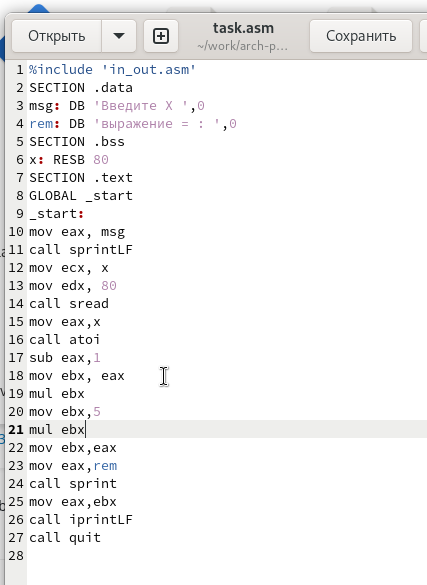 Открыть
task.asm
~/work/arch-p...
Сохранить
1 %include 'in_out.asm'
2 SECTION .data
3 msg: DB 'Введите X ',0
4 rem: DB 'выражение = : ',0
5 SECTION .bss
6 x: RESB 80
7 SECTION .text
8 GLOBAL _start
9 _start:
10 mov eax, msg
11 call sprintLF
12 mov ecx, x
13 mov edx, 80
14 call sread
15 mov eax,x
16 call atoi
17 sub eax,1
18 mov ebx, eax
19 mul ebx
20 mov ebx,5
21 mul ebx
22 mov ebx,eax
23 mov eax,rem
24 call sprint
25 mov eax,ebx
26 call iprintLF
27 call quit
28